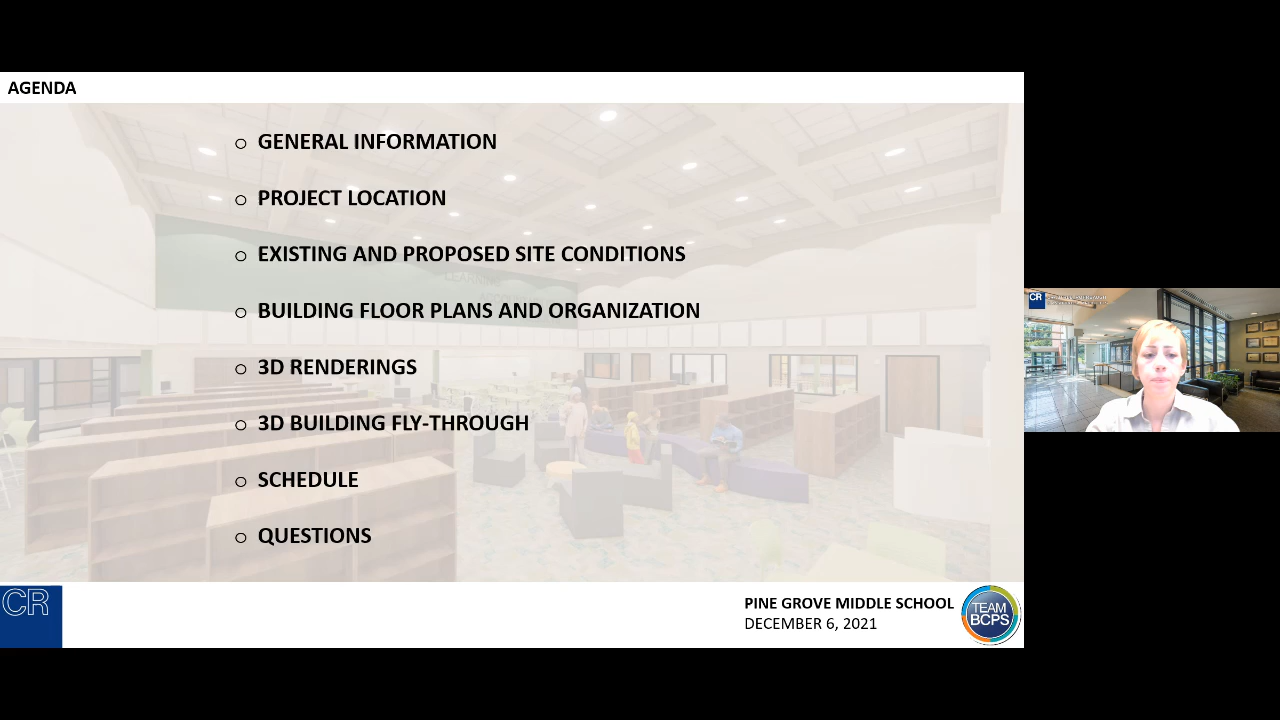 AGENDA
o GENERAL INFORMATION
o PROJECT LOCATION
o EXISTING AND PROPOSED SITE CONDITIONS
o BUILDING FLOOR PLANS AND ORGANIZATION
o 3D RENDERINGS
o 3D BUILDING FLY-THROUGH
o SCHEDULE
o QUESTIONS
CR
CR
PINE GROVE MIDDLE SCHOOL
DECEMBER 6, 2021
TEAM
BCPS